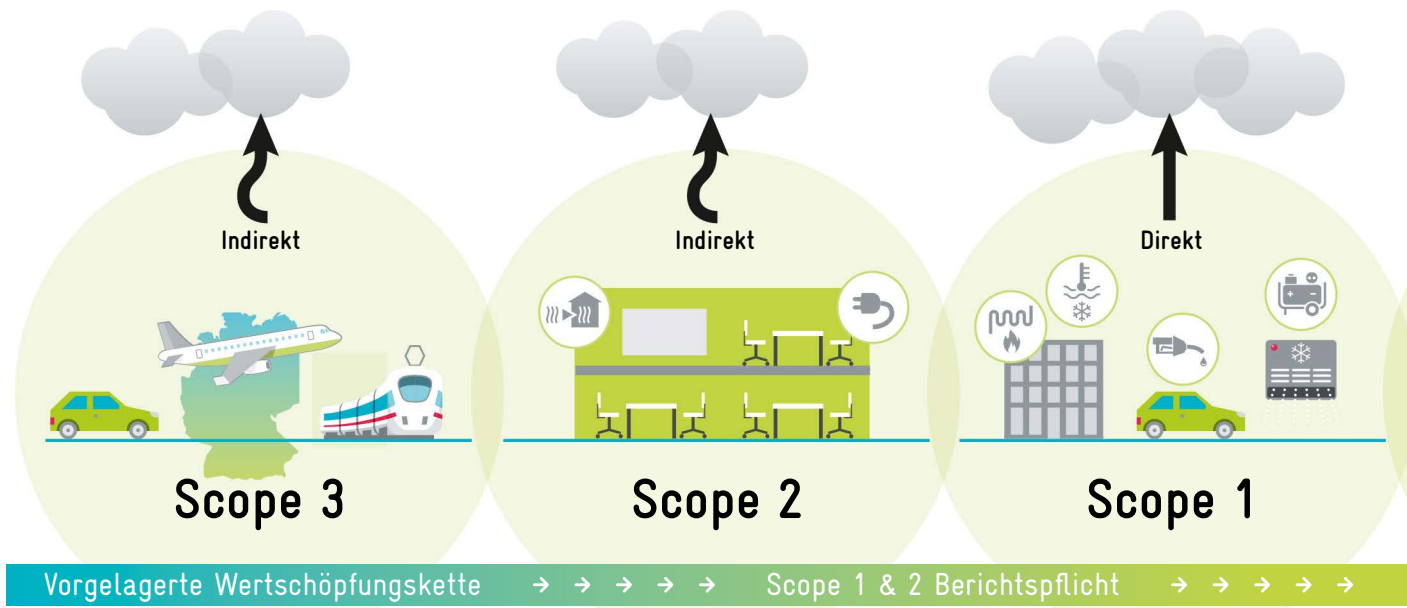 Indirekt
Indirekt
Direkt
Scope 3
Scope 2
Scope 1
Vorgelagerte Wertschöpfungskette → → → → → Scope 1 & 2 Berichtspflicht → → → → →